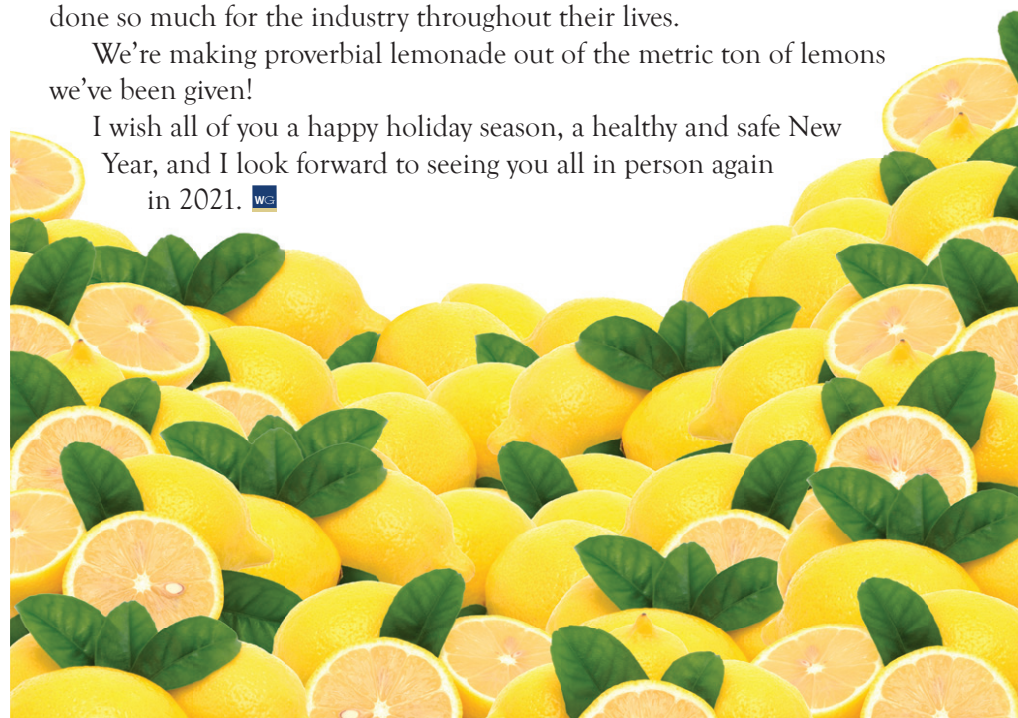 done so much for the industry throughout their lives.
We’re making proverbial lemonade out of the metric ton of lemons
we’ve been given!
I wish all of you a happy holiday season, a healthy and safe New
Year, and I look forward to seeing you all in person again
in 2021. WG